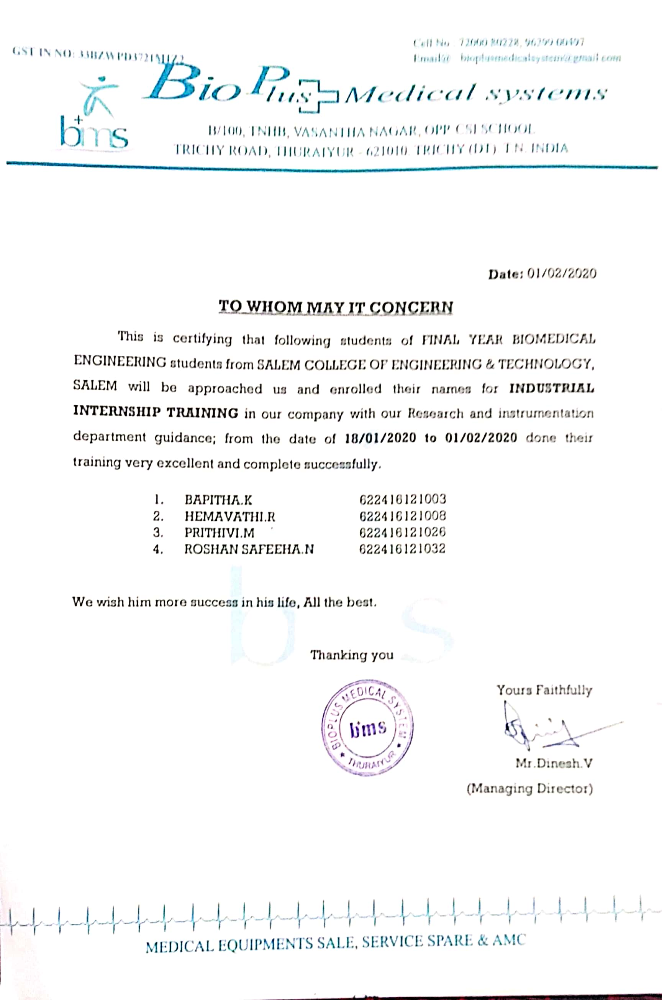 Cell No : 72000 80228, 96299 00497
GST IN NO: 33BZWPD3721M1Z2
Email@ bioplusmedicalsystem@gmail.com
Bio Plus Medical systems
bms
B/100, TNHB, VASANTHA NAGAR, OPP CSI SCHOOL
TRICHY ROAD, THURAIYUR - 621010. TRICHY (DT). T.N. INDIA
Date: 01/02/2020
TO WHOM MAY IT CONCERN
This is certifying that following students of FINAL YEAR BIOMEDICAL
ENGINEERING students from SALEM COLLEGE OF ENGINEERING & TECHNOLOGY,
SALEM will be approached us and enrolled their names for INDUSTRIAL
INTERNSHIP TRAINING in our company with our Research and instrumentation
department guidance; from the date of 18/01/2020 to 01/02/2020 done their
training very excellent and complete successfully.
1. BAPITHA.K 622416121003
2. HEMAVATHI.R 622416121008
3. PRITHIVI.M 622416121026
4. ROSHAN SAFEEHA.N 622416121032
We wish him more success in his life, All the best.
b s
Thanking you
BIOPLUS MEDICAL SYSTEM
bms
★ THURAIYUR ★
Yours Faithfully
Mr.Dinesh.V
(Managing Director)
MEDICAL EQUIPMENTS SALE, SERVICE SPARE & AMC